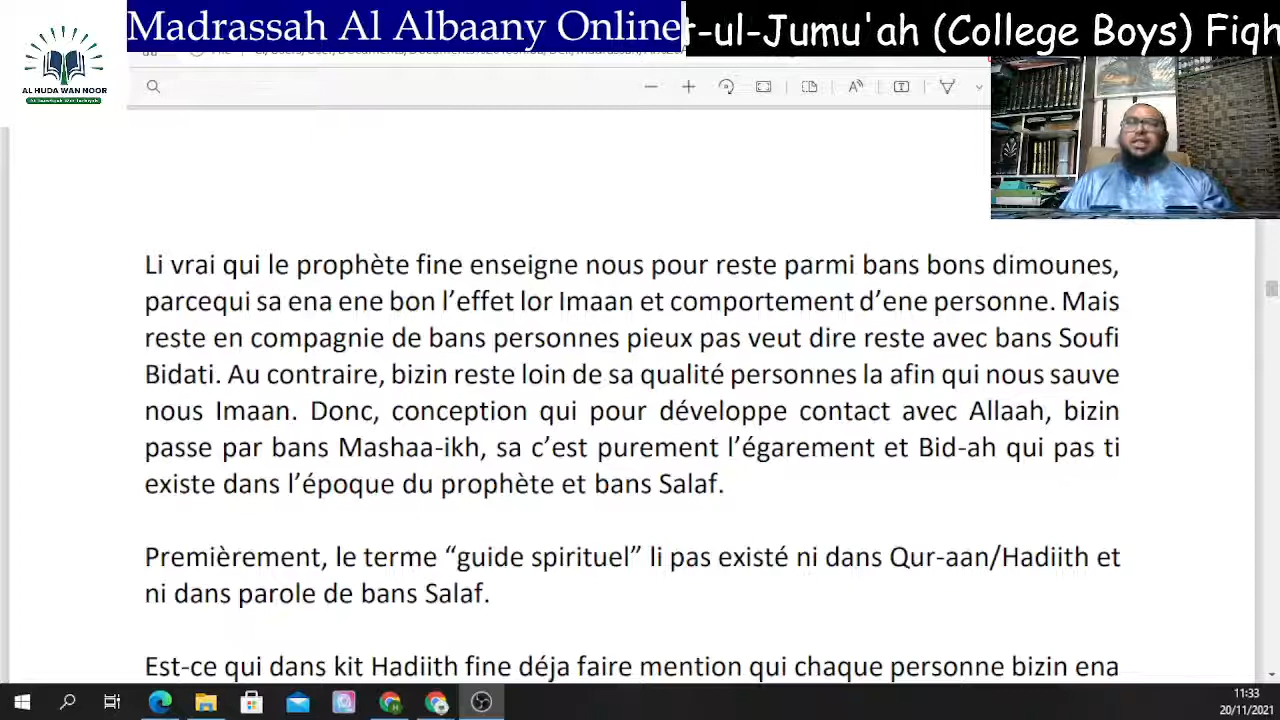 Madrassah Al Albaany Online
r-ul-Jumu'ah (College Boys) Fiqh
AL HUDA WAN NOOR
Li vrai qui le prophète fine enseigne nous pour reste parmi bans bons dimounes,
parcequi sa ena ene bon l'effet lor Imaan et comportement d'ene personne. Mais
reste en compagnie de bans personnes pieux pas veut dire reste avec bans Soufi
Bidati. Au contraire, bizin reste loin de sa qualité personnes la afin qui nous sauve
nous Imaan. Donc, conception qui pour développe contact avec Allaah, bizin
passe par bans Mashaa-ikh, sa c'est purement l'égarement et Bid-ah qui pas ti
existe dans l'époque du prophète et bans Salaf.
Premièrement, le terme “guide spirituel” li pas existé ni dans Qur-aan/Hadiith et
ni dans parole de bans Salaf.
Est-ce qui dans kit Hadiith fine déja faire mention qui chaque personne bizin ena
11:33
20/11/2021